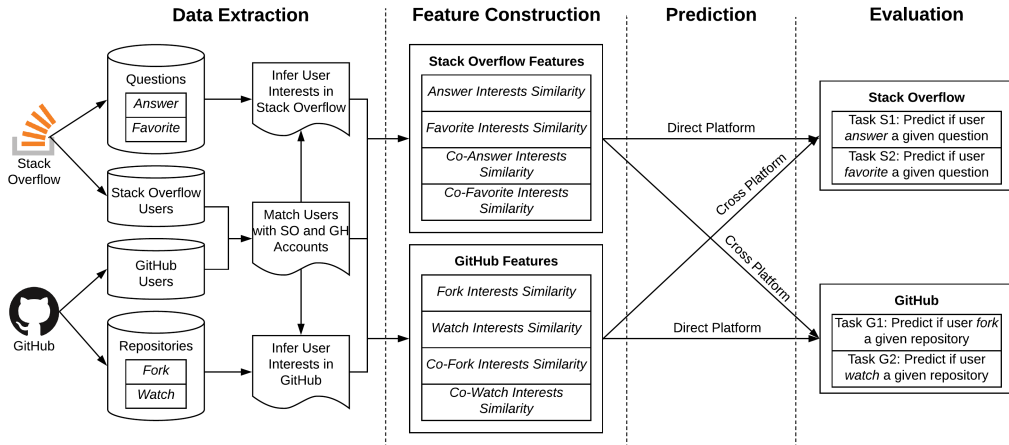 Data Extraction
Feature Construction
Prediction
Evaluation
Stack
Overflow
GitHub
Questions
Answer
Favorite
Stack Overflow
Users
GitHub
Users
Repositories
Fork
Watch
Infer User
Interests in
Stack Overflow
Match Users
with SO and GH
Accounts
Infer User
Interests in
GitHub
Stack Overflow Features
Answer Interests Similarity
Favorite Interests Similarity
Co-Answer Interests
Similarity
Co-Favorite Interests
Similarity
GitHub Features
Fork Interests Similarity
Watch Interests Similarity
Co-Fork Interests Similarity
Co-Watch Interests
Similarity
Direct Platform
Cross Platform
Cross Platform
Direct Platform
Stack Overflow
Task S1: Predict if user
answer a given question
Task S2: Predict if user
favorite a given question
GitHub
Task G1: Predict if user fork
a given repository
Task G2: Predict if user
watch a given repository